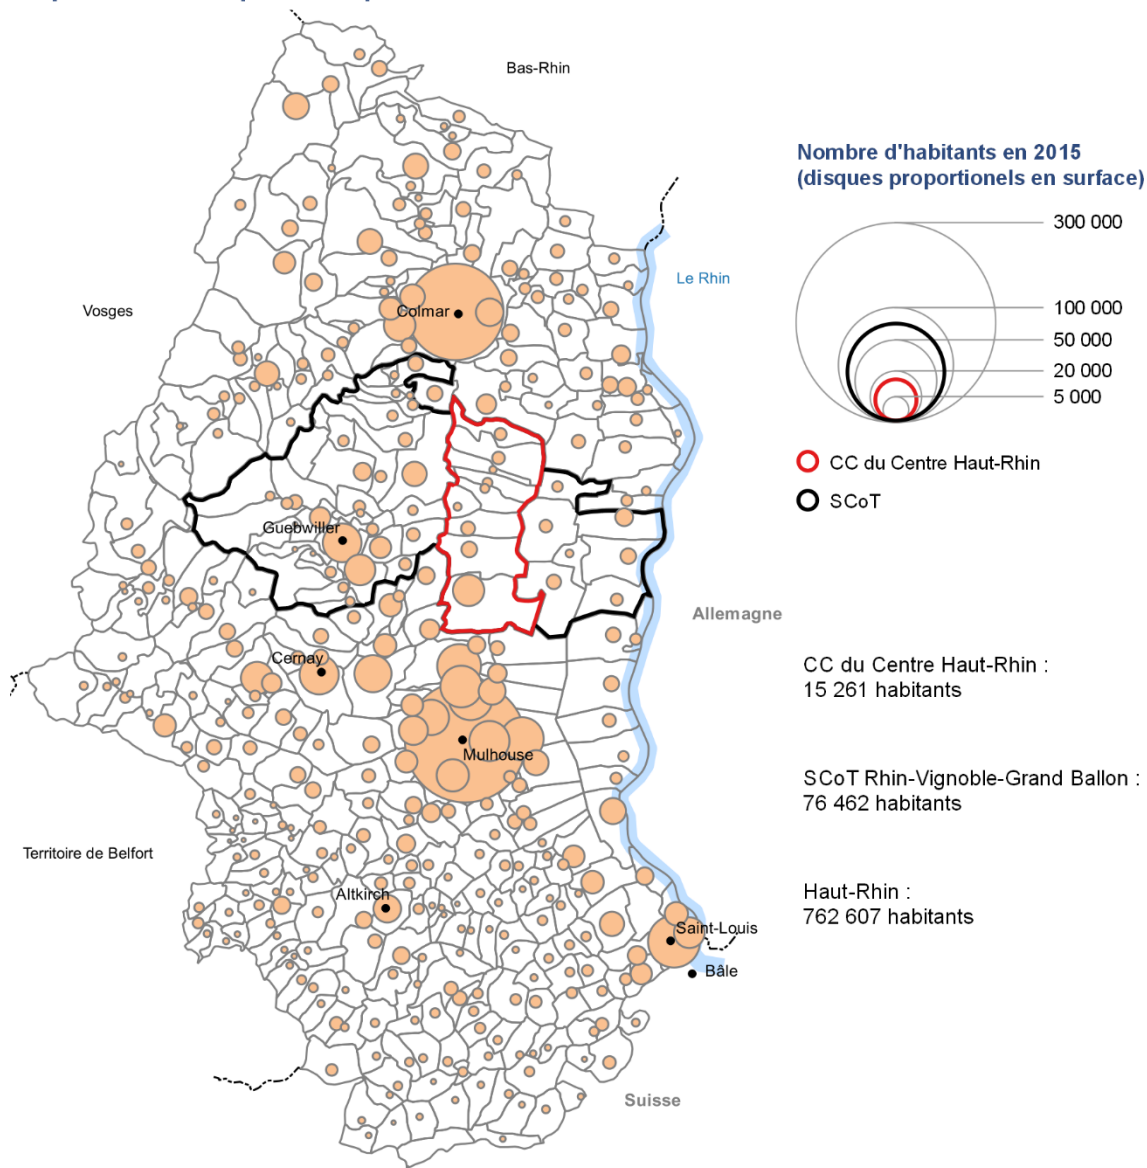 Bas-Rhin
Nombre d'habitants en 2015
(disques proportionels en surface)
300 000
100 000
50 000
20 000
5 000
Le Rhin
Vosges
Colmar
CC du Centre Haut-Rhin
SCoT
Guebwiller
Allemagne
Cernay
CC du Centre Haut-Rhin :
15 261 habitants
Mulhouse
SCoT Rhin-Vignoble-Grand Ballon :
76 462 habitants
Territoire de Belfort
Altkirch
Haut-Rhin :
762 607 habitants
Saint-Louis
Bâle
Suisse